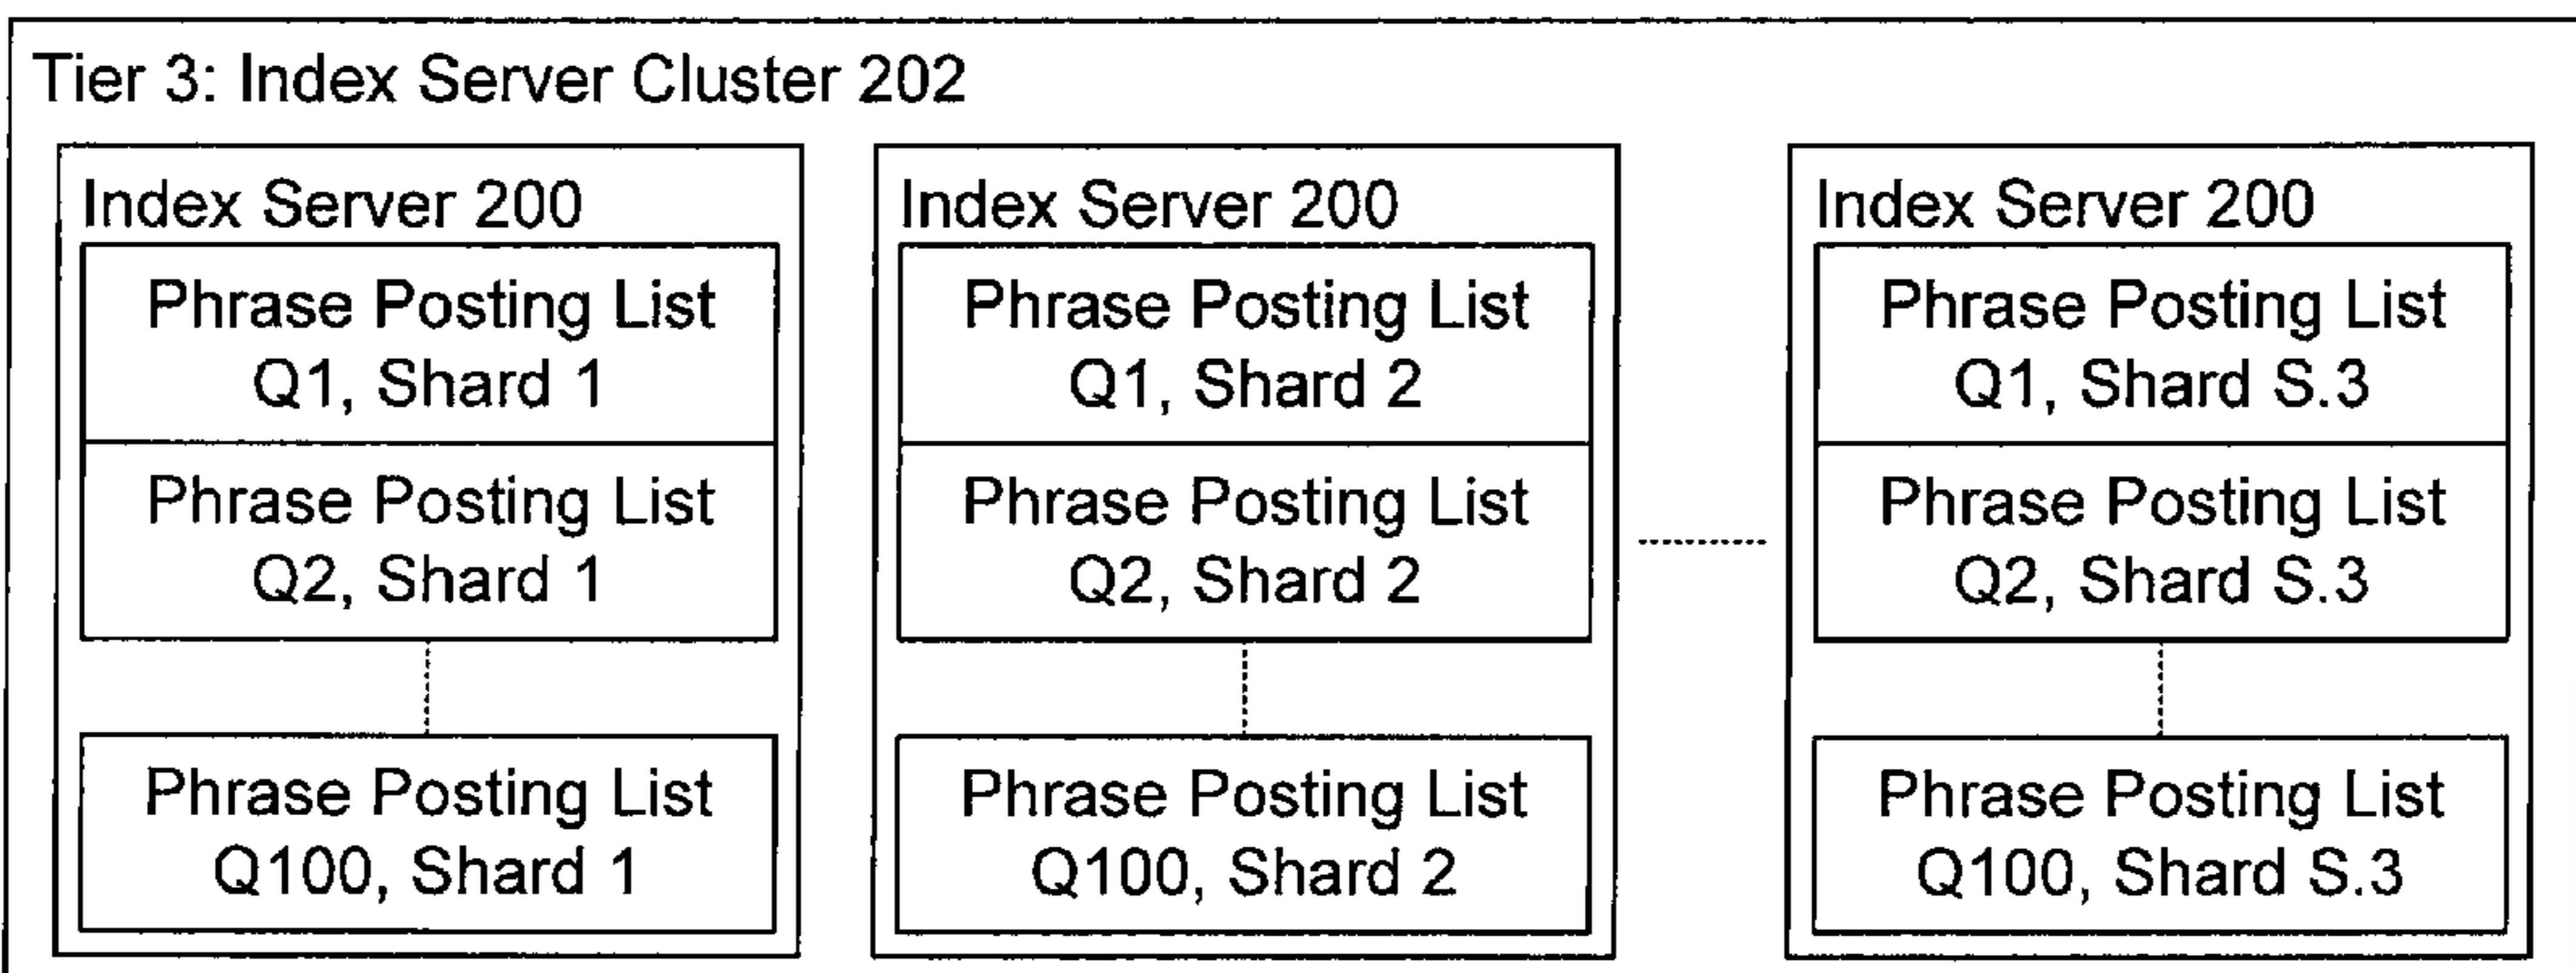 Tier 3: Index Server Cluster 202
Index Server 200
Phrase Posting List
Q1, Shard 1
Phrase Posting List
Q2, Shard 1
Phrase Posting List
Q100, Shard 1
Index Server 200
Phrase Posting List
Q1, Shard 2
Phrase Posting List
Q2, Shard 2
Phrase Posting List
Q100, Shard 2
Index Server 200
Phrase Posting List
Q1, Shard S.3
Phrase Posting List
Q2, Shard S.3
Phrase Posting List
Q100, Shard S.3